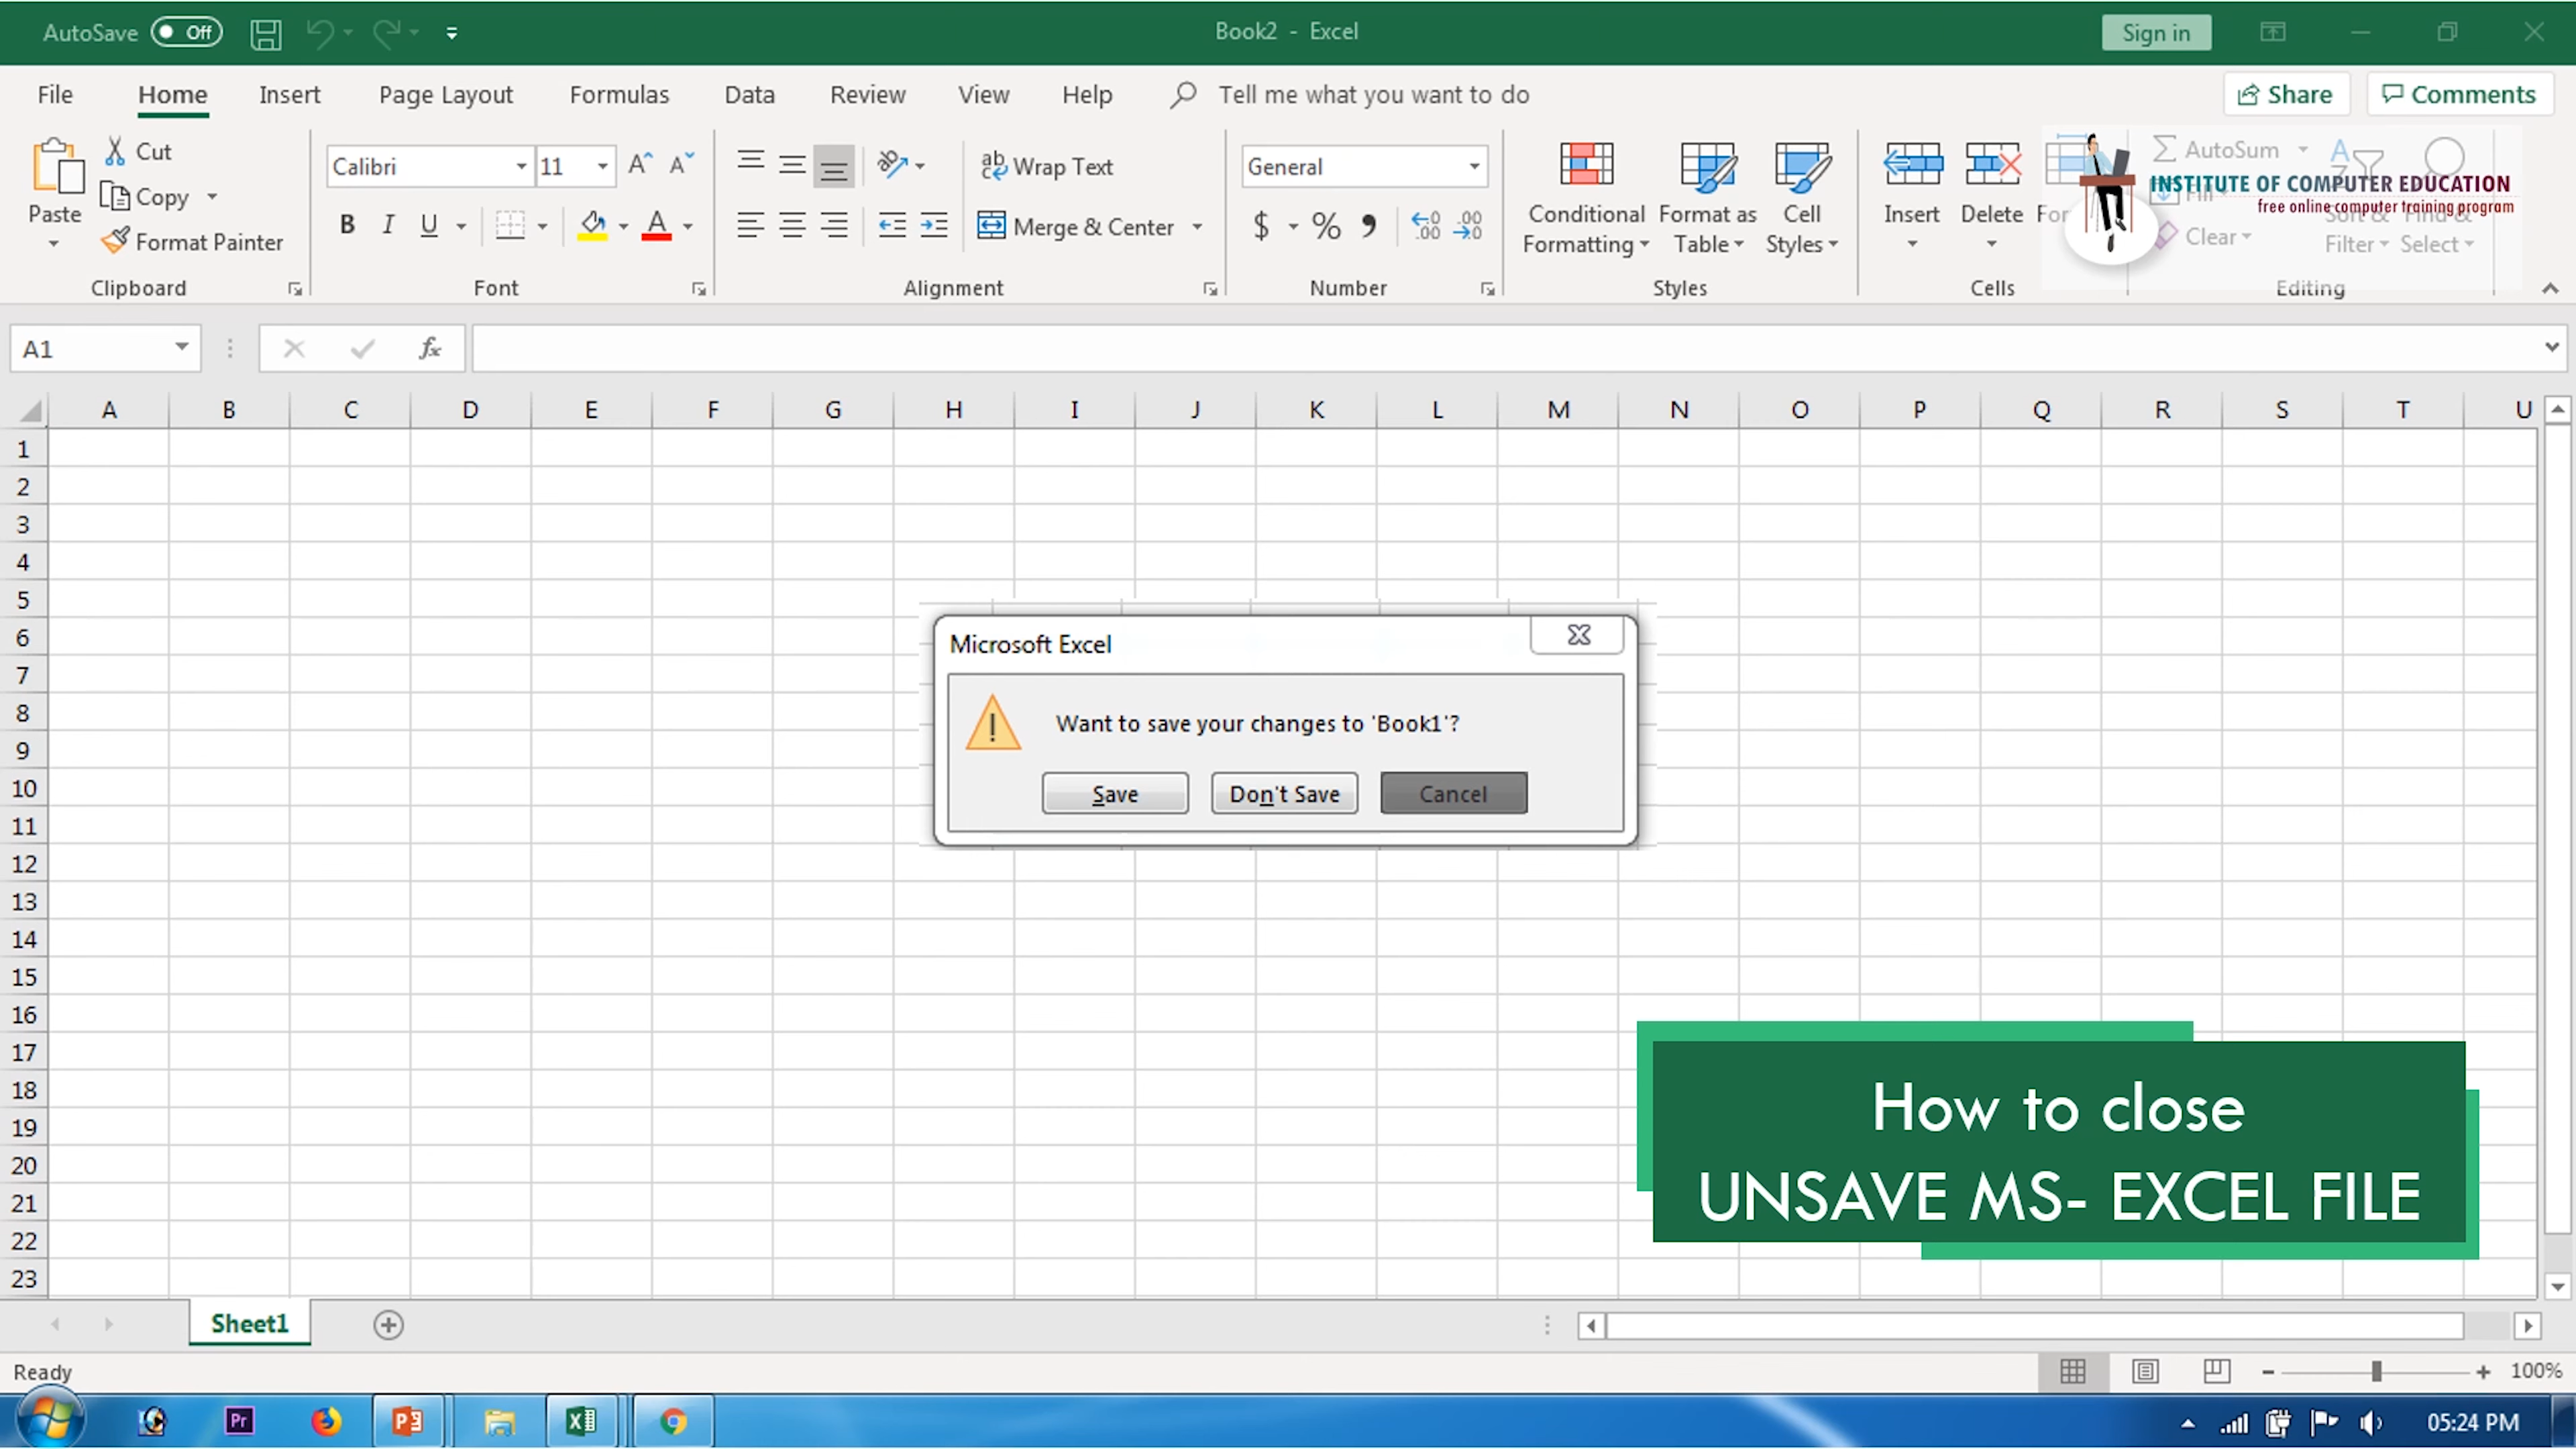 AutoSave Off
Book2 - Excel
Sign in
File Home Insert Page Layout Formulas Data Review View Help Tell me what you want to do
Share Comments
Paste
Cut
Copy
Format Painter
Clipboard
Calibri 11
B I U
Font
Wrap Text
Merge & Center
Alignment
General
$ % ,
Number
Conditional Formatting
Format as Table
Cell Styles
Styles
Insert
Delete
Cells
AutoSum
Fill
Clear
Sort & Filter
Find & Select
Editing
INSTITUTE OF COMPUTER EDUCATION
free online computer training program
A1
fx
A B C D E F G H I J K L M N O P Q R S T U
1
2
3
4
5
6
7
8
9
10
11
12
13
14
15
16
17
18
19
20
21
22
23
Microsoft Excel
Want to save your changes to 'Book1'?
Save Don't Save Cancel
How to close
UNSAVE MS- EXCEL FILE
Sheet1
Ready
100%
05:24 PM